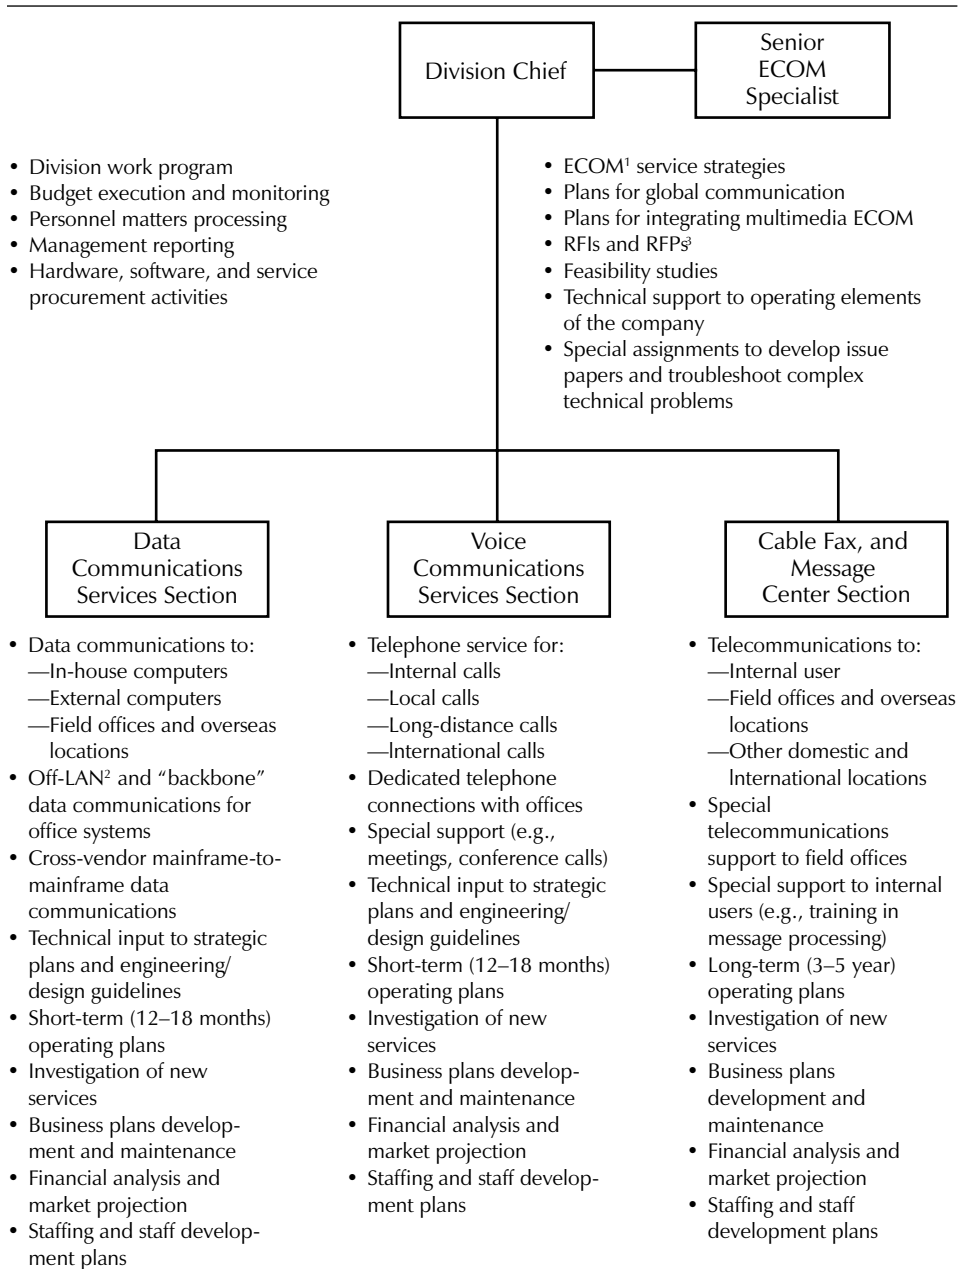 Division Chief
Senior
ECOM
Specialist
• Division work program
• Budget execution and monitoring
• Personnel matters processing
• Management reporting
• Hardware, software, and service
procurement activities
• ECOM¹ service strategies
• Plans for global communication
• Plans for integrating multimedia ECOM
• RFIs and RFPs³
• Feasibility studies
• Technical support to operating elements
of the company
• Special assignments to develop issue
papers and troubleshoot complex
technical problems
Data
Communications
Services Section
• Data communications to:
—In-house computers
—External computers
—Field offices and overseas
locations
• Off-LAN² and “backbone”
data communications for
office systems
• Cross-vendor mainframe-to-
mainframe data
communications
• Technical input to strategic
plans and engineering/
design guidelines
• Short-term (12–18 months)
operating plans
• Investigation of new
services
• Business plans develop-
ment and maintenance
• Financial analysis and
market projection
• Staffing and staff develop-
ment plans
Voice
Communications
Services Section
• Telephone service for:
—Internal calls
—Local calls
—Long-distance calls
—International calls
• Dedicated telephone
connections with offices
• Special support (e.g.,
meetings, conference calls)
• Technical input to strategic
plans and engineering/
design guidelines
• Short-term (12–18 months)
operating plans
• Investigation of new
services
• Business plans develop-
ment and maintenance
• Financial analysis and
market projection
• Staffing and staff develop-
ment plans
Cable Fax, and
Message
Center Section
• Telecommunications to:
—Internal user
—Field offices and overseas
locations
—Other domestic and
International locations
• Special
telecommunications
support to field offices
• Special support to internal
users (e.g., training in
message processing)
• Long-term (3–5 year)
operating plans
• Investigation of new
services
• Business plans
development and
maintenance
• Financial analysis and
market projection
• Staffing and staff
development plans